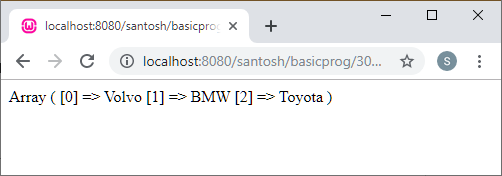 localhost:8080/santosh/basicprog
localhost:8080/santosh/basicprog/30...
S
Array ( [0] => Volvo [1] => BMW [2] => Toyota )